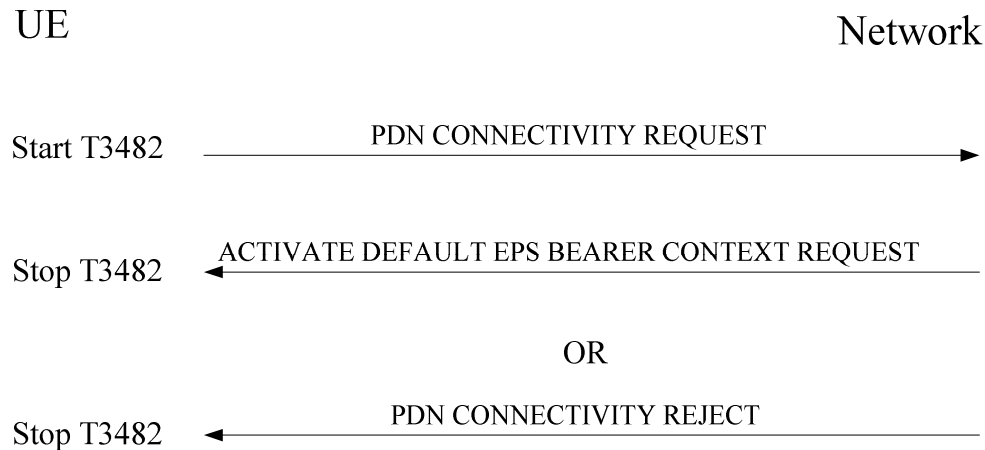 UE
Network
Start T3482
PDN CONNECTIVITY REQUEST
Stop T3482
ACTIVATE DEFAULT EPS BEARER CONTEXT REQUEST
OR
Stop T3482
PDN CONNECTIVITY REJECT